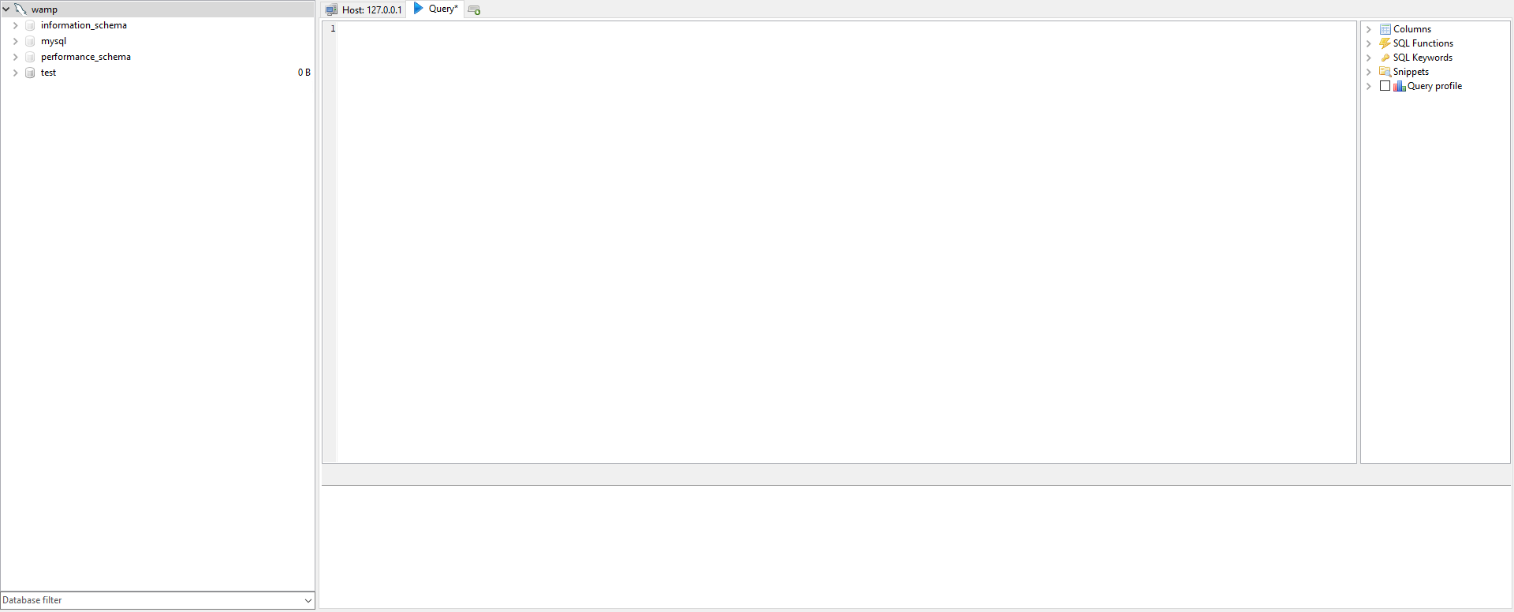 wamp
information_schema
mysql
performance_schema
test 0 B
Database filter
Host: 127.0.0.1 Query*
1
Columns
SQL Functions
SQL Keywords
Snippets
Query profile